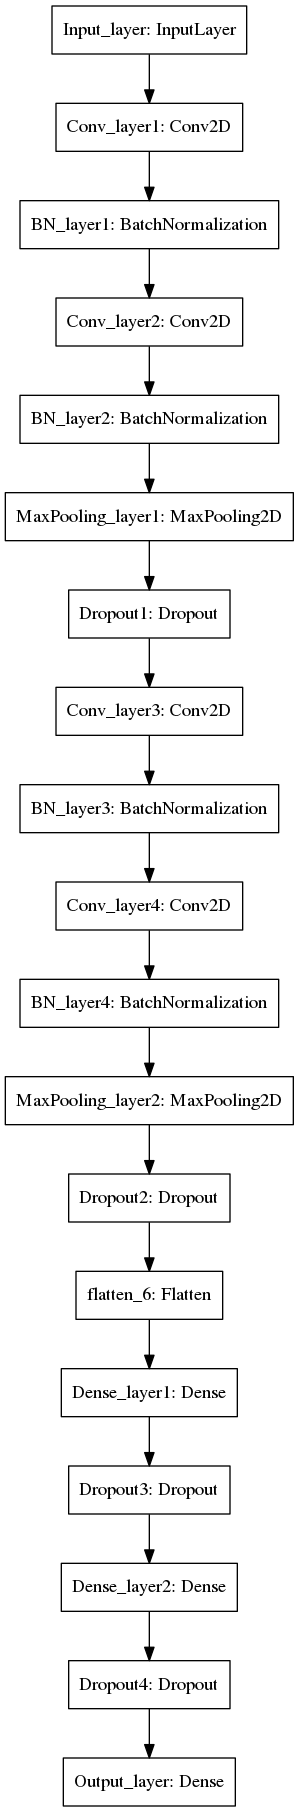 Input_layer: InputLayer
Conv_layer1: Conv2D
BN_layer1: BatchNormalization
Conv_layer2: Conv2D
BN_layer2: BatchNormalization
MaxPooling_layer1: MaxPooling2D
Dropout1: Dropout
Conv_layer3: Conv2D
BN_layer3: BatchNormalization
Conv_layer4: Conv2D
BN_layer4: BatchNormalization
MaxPooling_layer2: MaxPooling2D
Dropout2: Dropout
flatten_6: Flatten
Dense_layer1: Dense
Dropout3: Dropout
Dense_layer2: Dense
Dropout4: Dropout
Output_layer: Dense